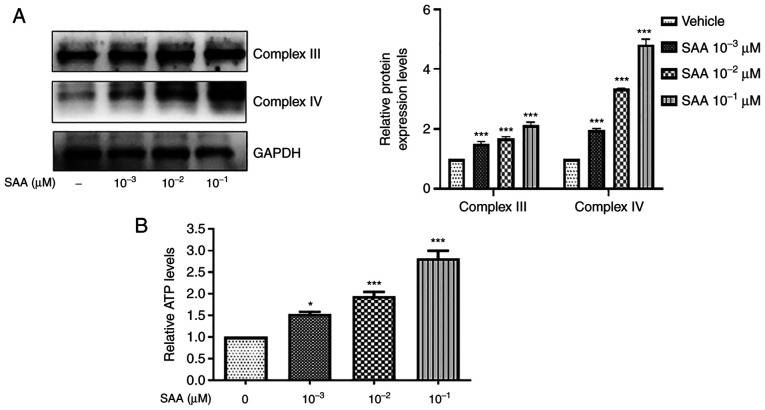 A
Complex III
Complex IV
GAPDH
SAA (µM) – 10⁻³ 10⁻² 10⁻¹
Relative protein
expression levels
6
4
2
0
*** *** *** *** *** ***
Complex III Complex IV
Vehicle
SAA 10⁻³ µM
SAA 10⁻² µM
SAA 10⁻¹ µM
B
Relative ATP levels
3.5
3.0
2.5
2.0
1.5
1.0
0.5
0.0
* *** ***
SAA (µM) 0 10⁻³ 10⁻² 10⁻¹